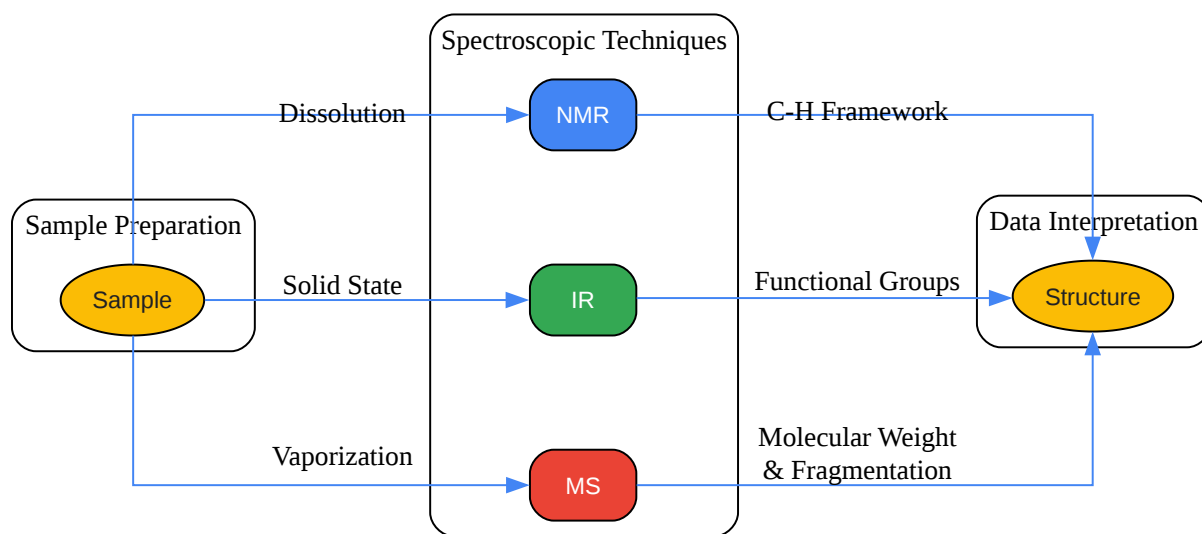 Spectroscopic Techniques
Dissolution
NMR
C-H Framework
Sample Preparation
Data Interpretation
Sample
Solid State
IR
Functional Groups
Structure
Vaporization
MS
Molecular Weight
& Fragmentation